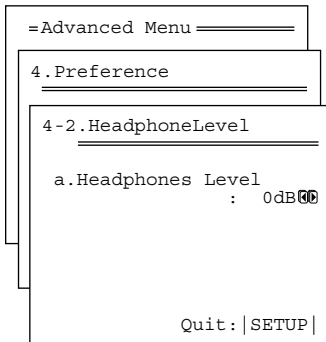 Advanced Menu
4.Preference
4-2.HeadphoneLevel
a.Headphones Level
: 0dB
Quit:|SETUP|